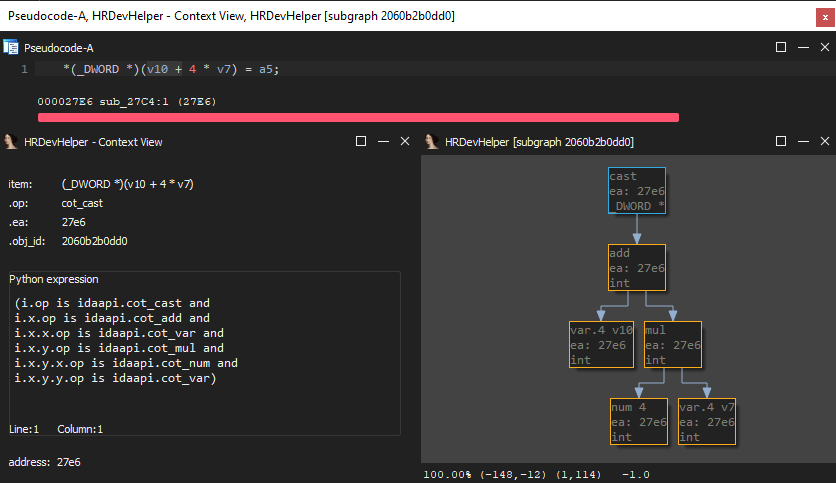 Pseudocode-A, HRDevHelper - Context View, HRDevHelper [subgraph 2060b2b0dd0]
Pseudocode-A
1 *(_DWORD *)(v10 + 4 * v7) = a5;
000027E6 sub_27C4:1 (27E6)
HRDevHelper - Context View
item: (_DWORD *)(v10 + 4 * v7)
.op: cot_cast
.ea: 27e6
.obj_id: 2060b2b0dd0
Python expression
(i.op is idaapi.cot_cast and
i.x.op is idaapi.cot_add and
i.x.x.op is idaapi.cot_var and
i.x.y.op is idaapi.cot_mul and
i.x.y.x.op is idaapi.cot_num and
i.x.y.y.op is idaapi.cot_var)
Line:1 Column:1
address: 27e6
HRDevHelper [subgraph 2060b2b0dd0]
cast
ea: 27e6
_DWORD *
add
ea: 27e6
int
var.4 v10
ea: 27e6
int
mul
ea: 27e6
int
num 4
ea: 27e6
int
var.4 v7
ea: 27e6
int
100.00% (-148,-12) (1,114) -1.0